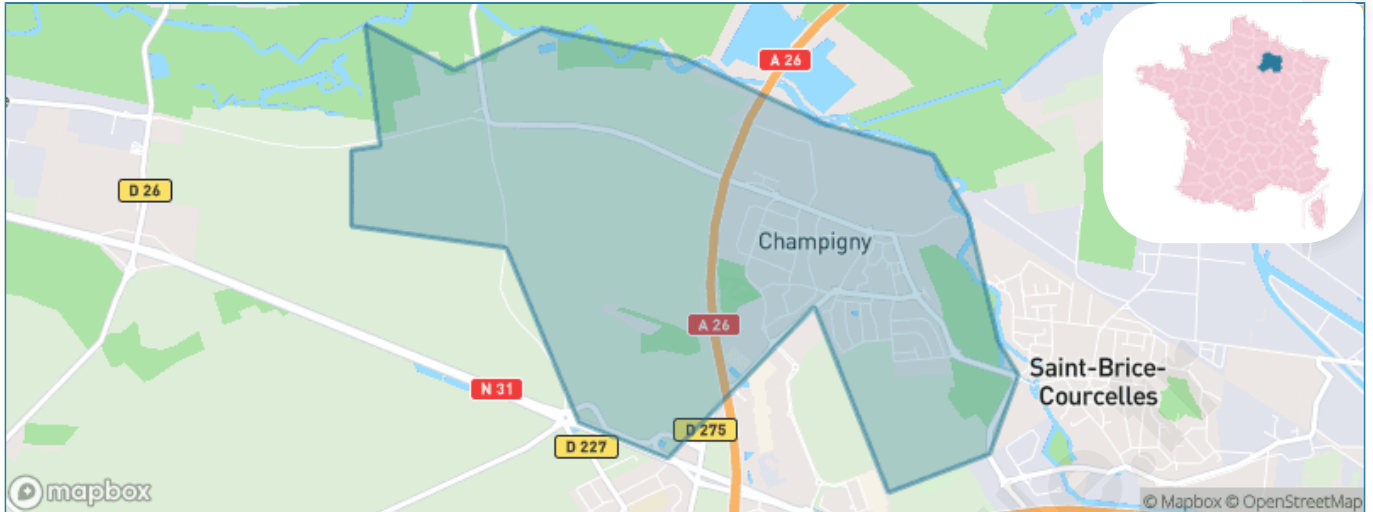 A 26
D 26
Champigny
A 26
Saint-Brice-
Courcelles
N 31
D 275
D 227
mapbox
© Mapbox © OpenStreetMap